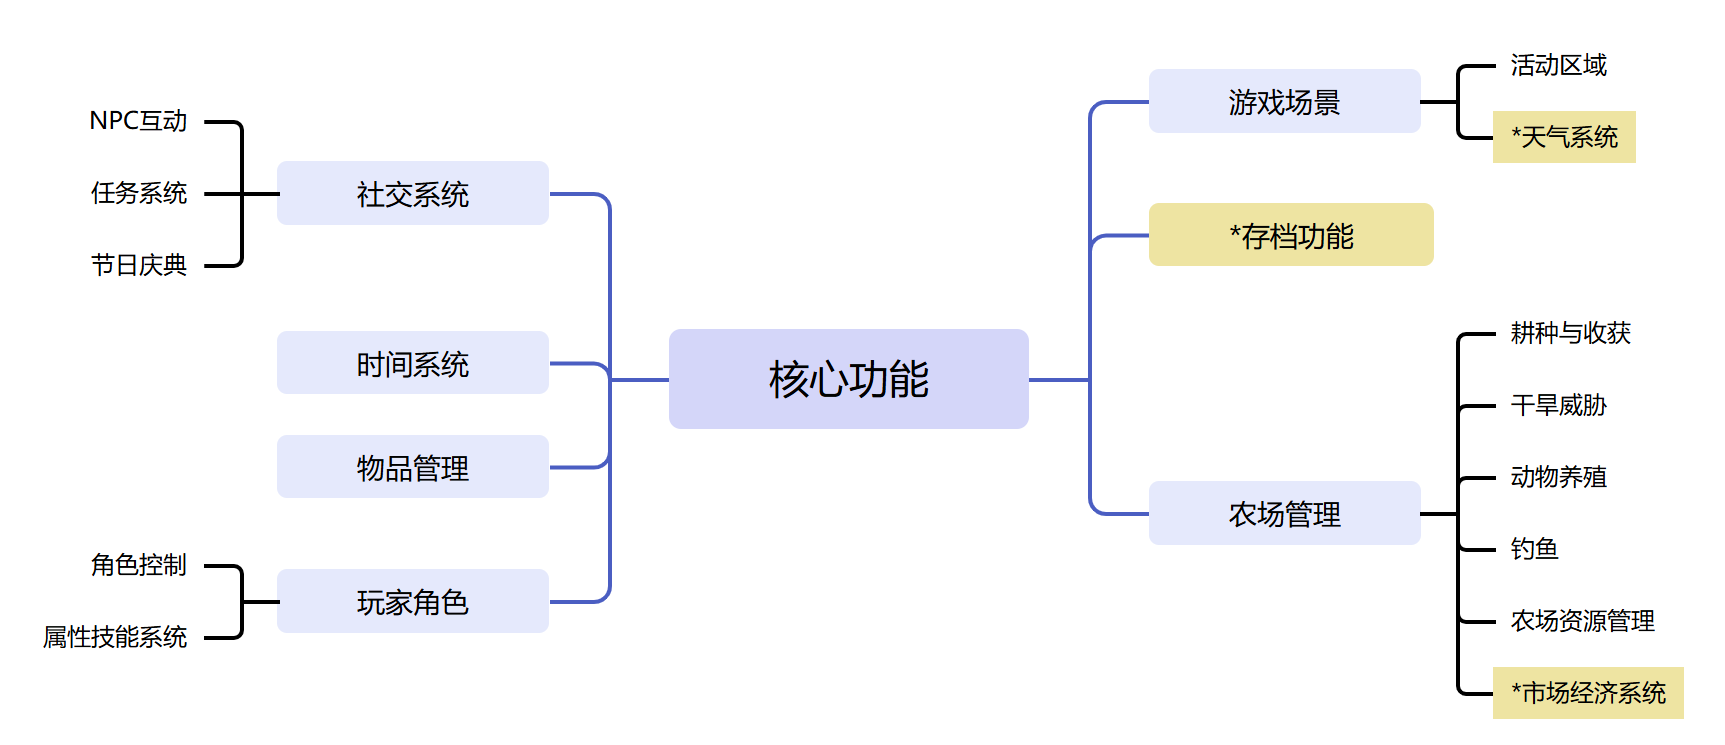 核心功能
游戏场景
活动区域
*天气系统
*存档功能
农场管理
耕种与收获
干旱威胁
动物养殖
钓鱼
农场资源管理
*市场经济系统
社交系统
NPC互动
任务系统
节日庆典
时间系统
物品管理
玩家角色
角色控制
属性技能系统